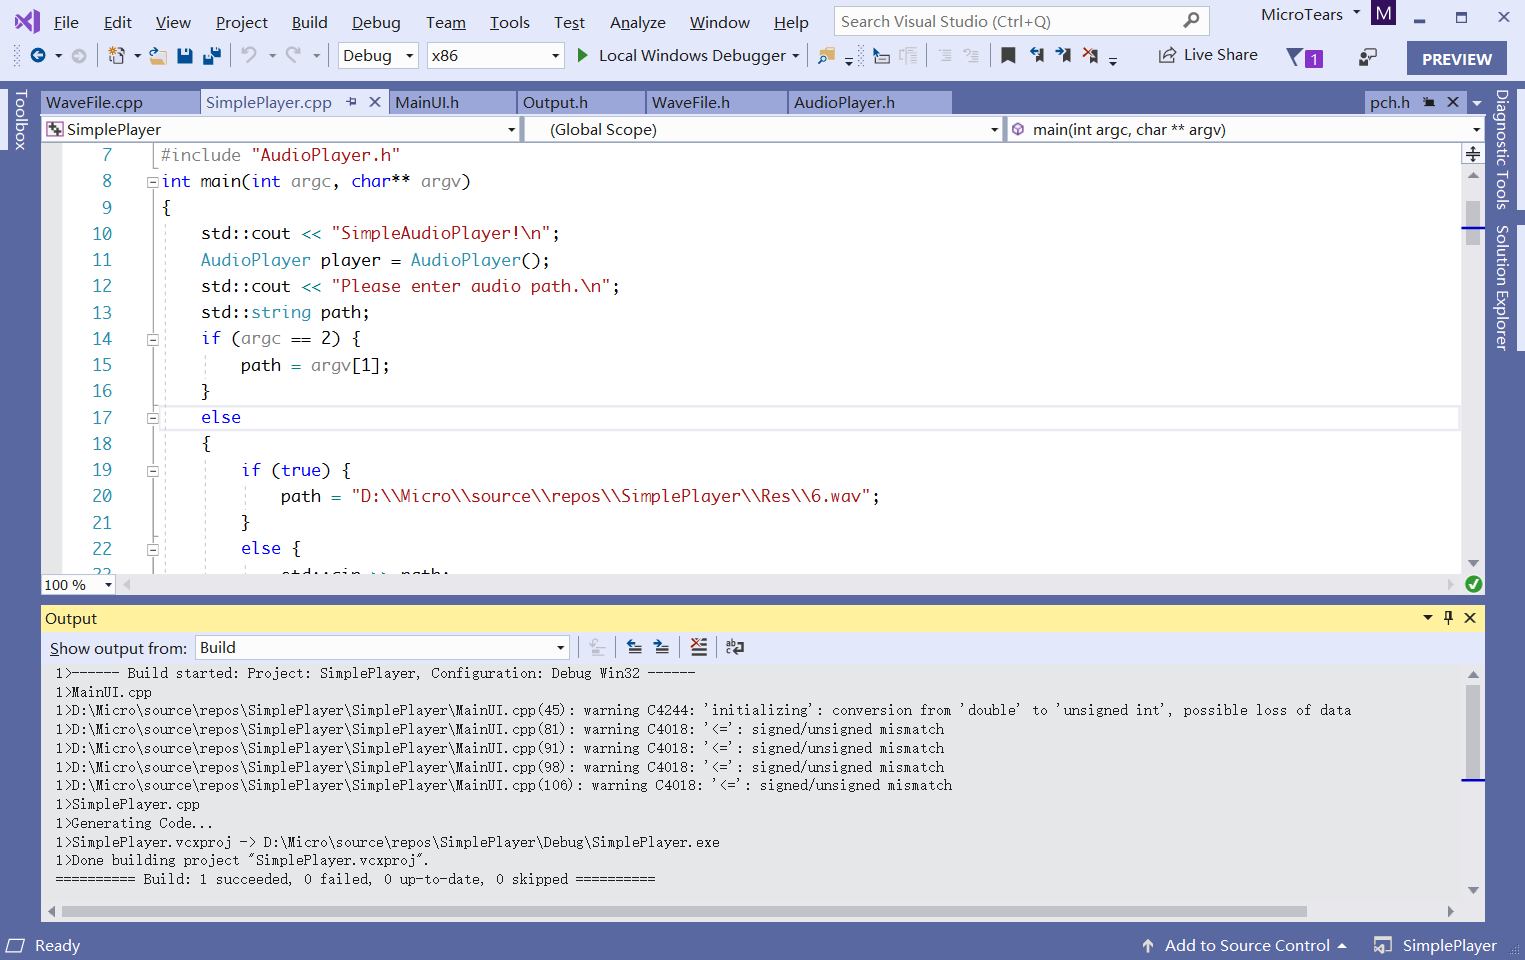 File Edit View Project Build Debug Team Tools Test Analyze Window Help Search Visual Studio (Ctrl+Q) MicroTears M
Debug x86 Local Windows Debugger Live Share 1 PREVIEW
Toolbox
WaveFile.cpp SimplePlayer.cpp MainUI.h Output.h WaveFile.h AudioPlayer.h pch.h
SimplePlayer (Global Scope) main(int argc, char ** argv)
Diagnostic Tools
Solution Explorer
7 #include "AudioPlayer.h"
8 int main(int argc, char** argv)
9 {
10 std::cout << "SimpleAudioPlayer!\n";
11 AudioPlayer player = AudioPlayer();
12 std::cout << "Please enter audio path.\n";
13 std::string path;
14 if (argc == 2) {
15 path = argv[1];
16 }
17 else
18 {
19 if (true) {
20 path = "D:\\Micro\\source\\repos\\SimplePlayer\\Res\\6.wav";
21 }
22 else {
23 std::cin >> path;
100 %
Output
Show output from: Build
1>------ Build started: Project: SimplePlayer, Configuration: Debug Win32 ------
1>MainUI.cpp
1>D:\Micro\source\repos\SimplePlayer\SimplePlayer\MainUI.cpp(45): warning C4244: 'initializing': conversion from 'double' to 'unsigned int', possible loss of data
1>D:\Micro\source\repos\SimplePlayer\SimplePlayer\MainUI.cpp(81): warning C4018: '<=': signed/unsigned mismatch
1>D:\Micro\source\repos\SimplePlayer\SimplePlayer\MainUI.cpp(91): warning C4018: '<=': signed/unsigned mismatch
1>D:\Micro\source\repos\SimplePlayer\SimplePlayer\MainUI.cpp(98): warning C4018: '<=': signed/unsigned mismatch
1>D:\Micro\source\repos\SimplePlayer\SimplePlayer\MainUI.cpp(106): warning C4018: '<=': signed/unsigned mismatch
1>SimplePlayer.cpp
1>Generating Code...
1>SimplePlayer.vcxproj -> D:\Micro\source\repos\SimplePlayer\Debug\SimplePlayer.exe
1>Done building project "SimplePlayer.vcxproj".
========== Build: 1 succeeded, 0 failed, 0 up-to-date, 0 skipped ==========
Ready Add to Source Control SimplePlayer